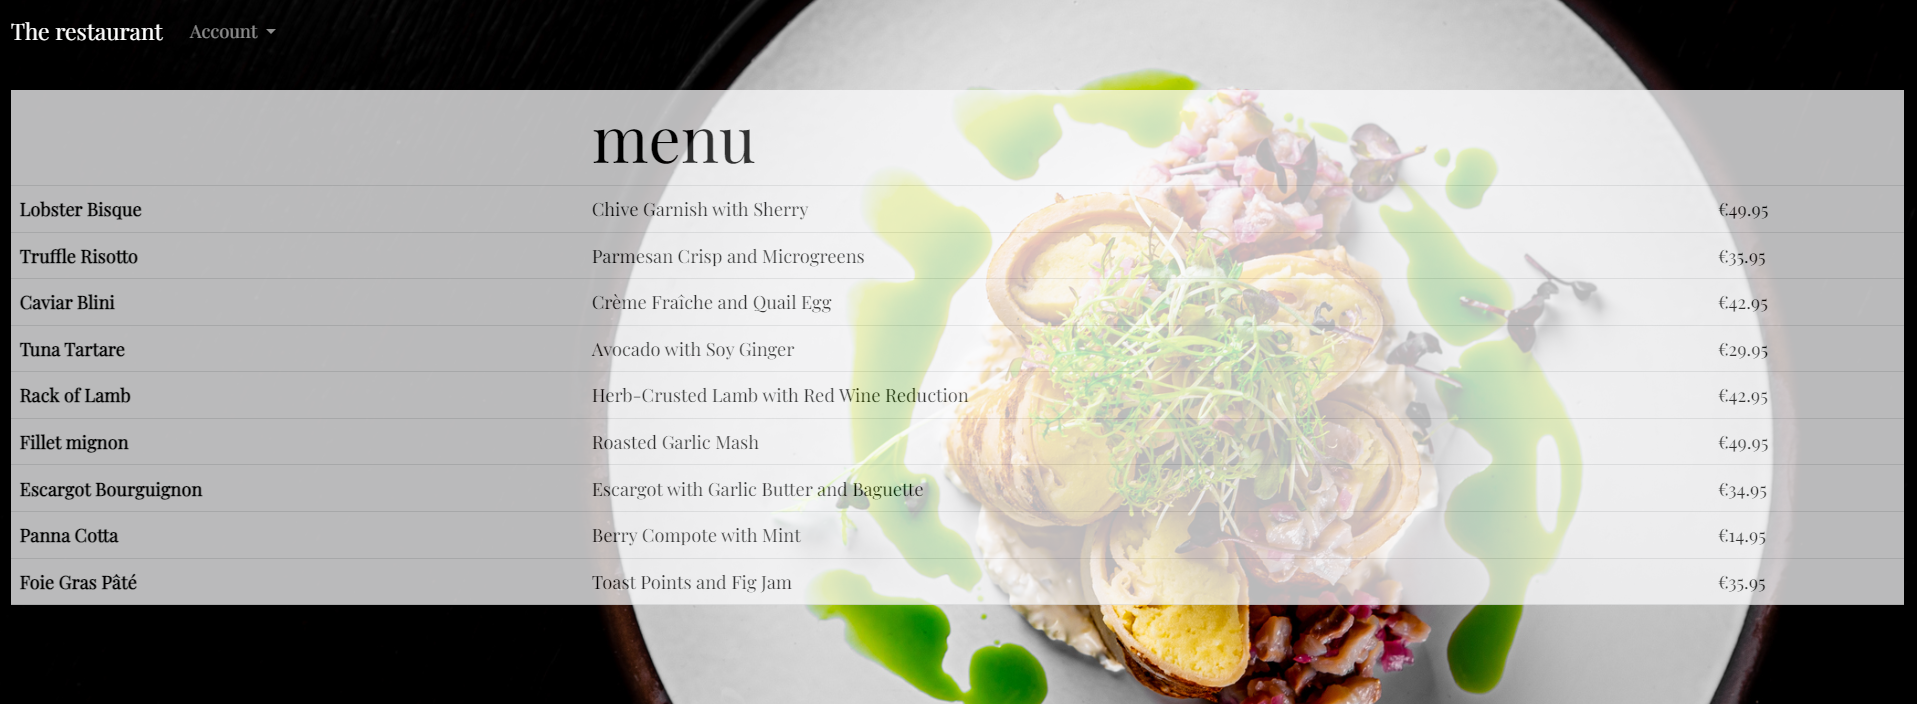 The restaurant Account
menu
Lobster Bisque Chive Garnish with Sherry €49.95
Truffle Risotto Parmesan Crisp and Microgreens €35.95
Caviar Blini Crème Fraîche and Quail Egg €42.95
Tuna Tartare Avocado with Soy Ginger €29.95
Rack of Lamb Herb-Crusted Lamb with Red Wine Reduction €42.95
Fillet mignon Roasted Garlic Mash €49.95
Escargot Bourguignon Escargot with Garlic Butter and Baguette €34.95
Panna Cotta Berry Compote with Mint €14.95
Foie Gras Pâté Toast Points and Fig Jam €35.95